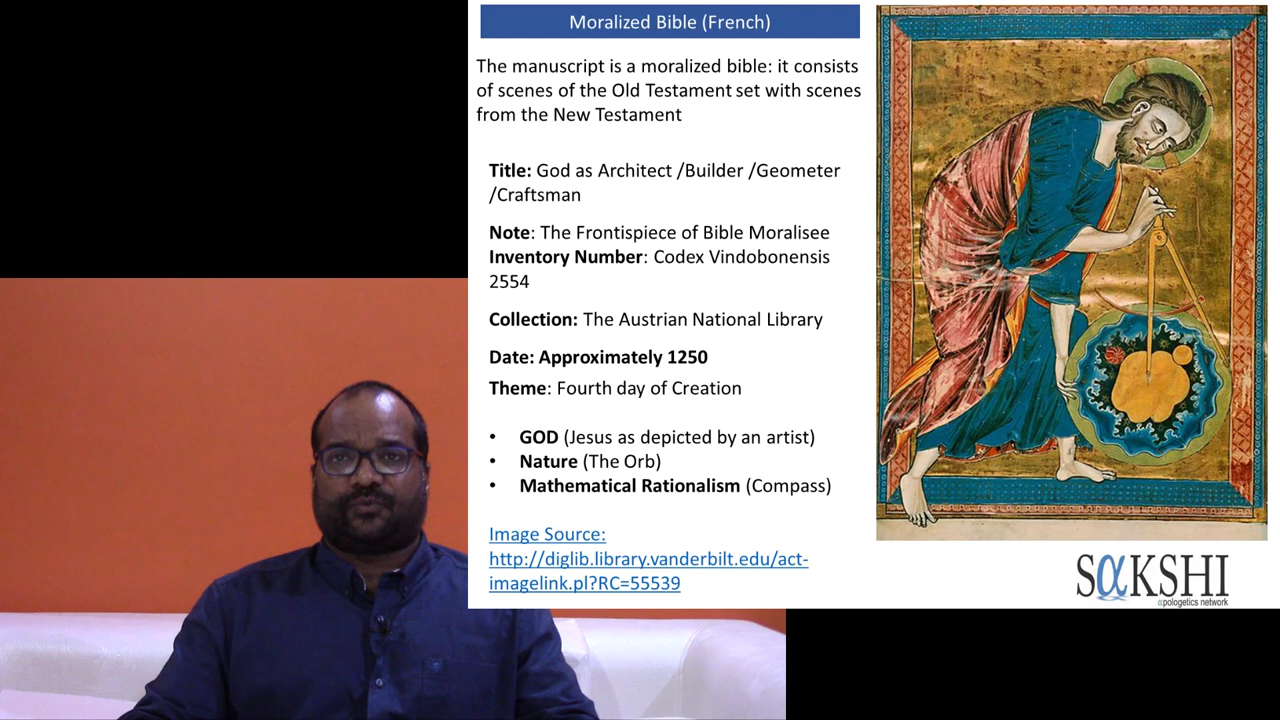 Moralized Bible (French)
The manuscript is a moralized bible: it consists
of scenes of the Old Testament set with scenes
from the New Testament
Title: God as Architect /Builder /Geometer
/Craftsman
Note: The Frontispiece of Bible Moralisee
Inventory Number: Codex Vindobonensis
2554
Collection: The Austrian National Library
Date: Approximately 1250
Theme: Fourth day of Creation
• GOD (Jesus as depicted by an artist)
• Nature (The Orb)
• Mathematical Rationalism (Compass)
Image Source:
http://diglib.library.vanderbilt.edu/act-
imagelink.pl?RC=55539
SαKSHI
αpologetics network